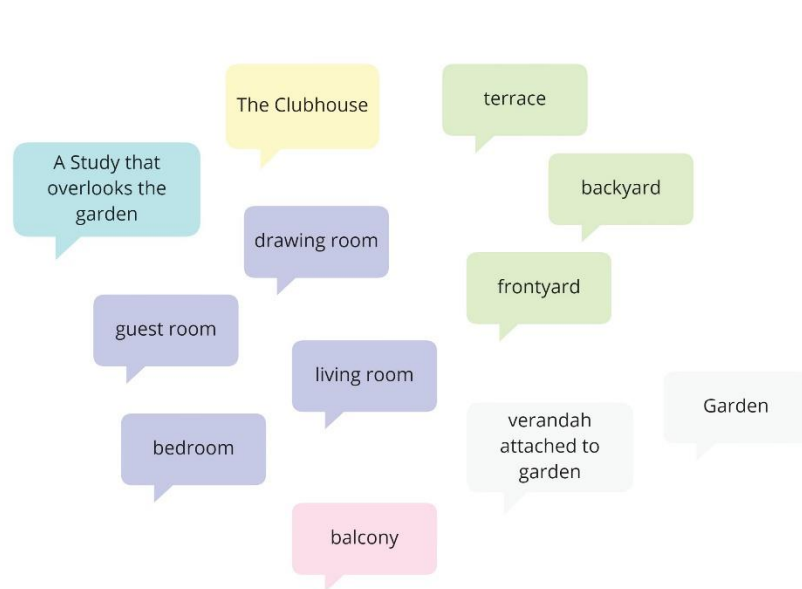 The Clubhouse
terrace
A Study that
overlooks the
garden
backyard
drawing room
frontyard
guest room
living room
Garden
verandah
attached to
garden
bedroom
balcony